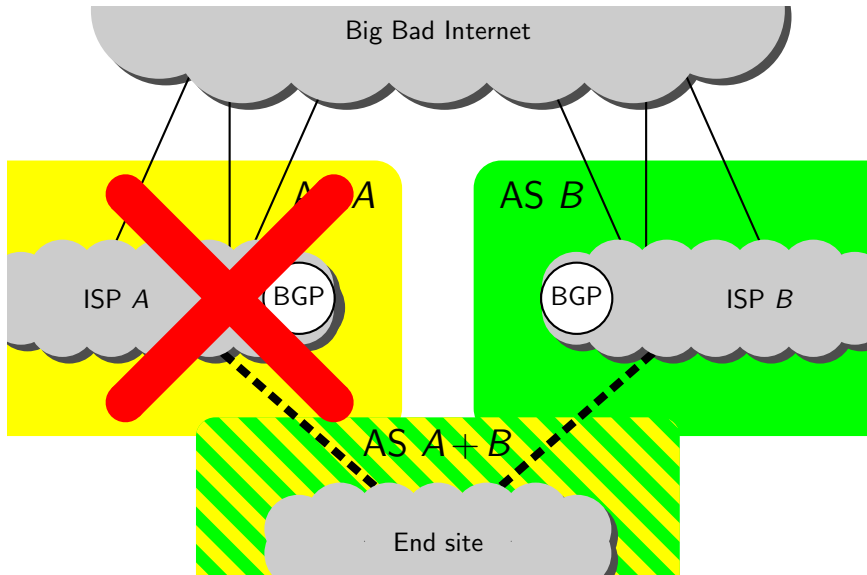 Big Bad Internet
A
AS B
ISP A
BGP
BGP
ISP B
AS A + B
End site